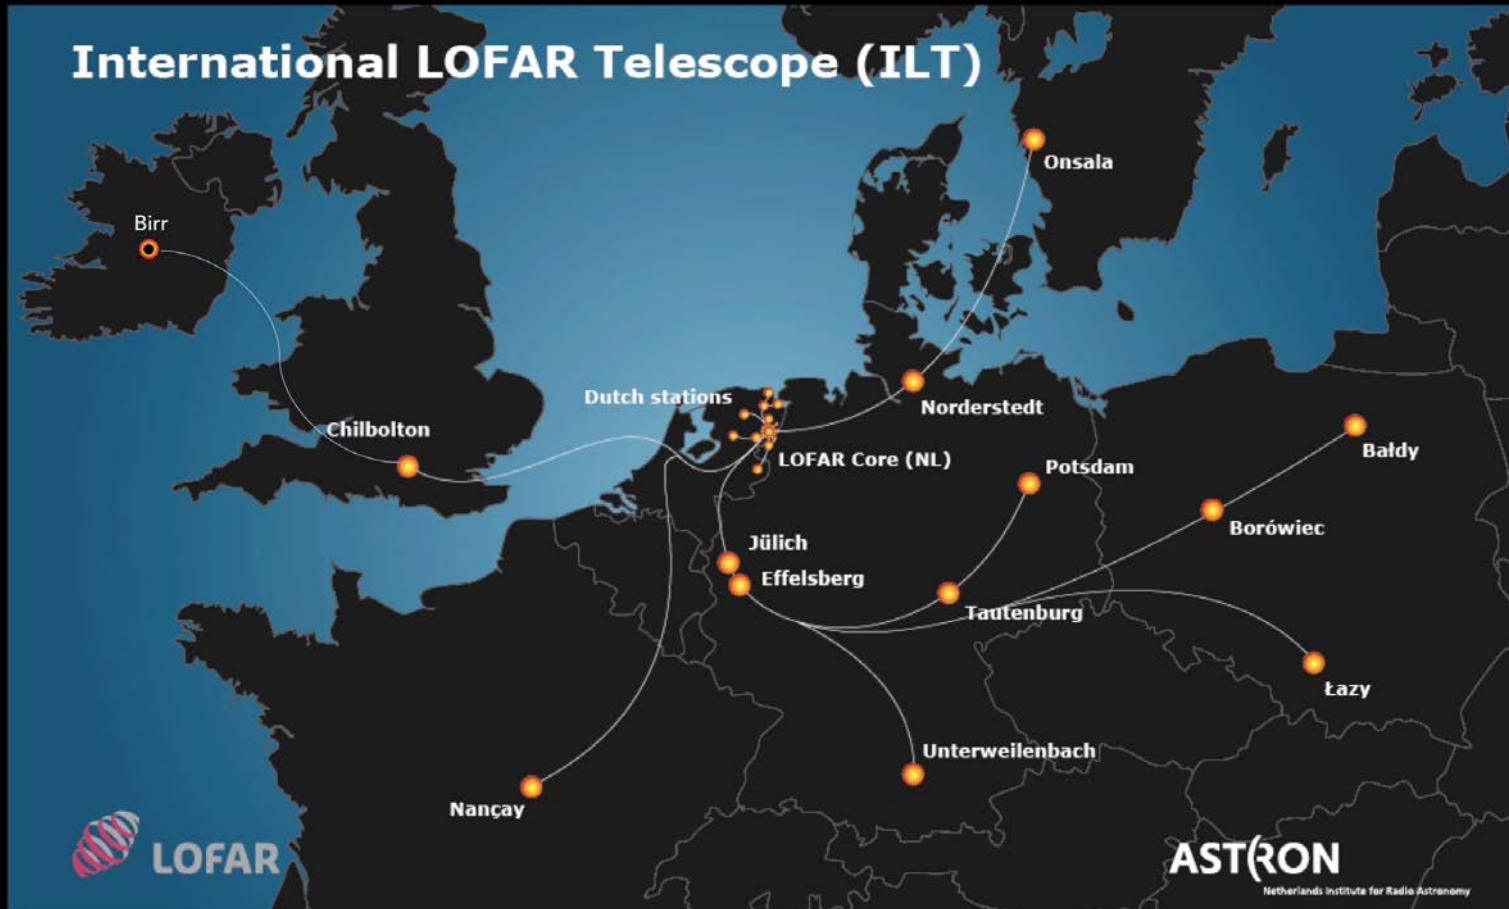 International LOFAR Telescope (ILT)
Onsala
Birr
Dutch stations
Norderstedt
Chilbolton
LOFAR Core (NL)
Potsdam
Bałdy
Borówiec
Jülich
Effelsberg
Tautenburg
Łazy
Unterweilenbach
Nançay
LOFAR
ASTRON
Netherlands Institute for Radio Astronomy